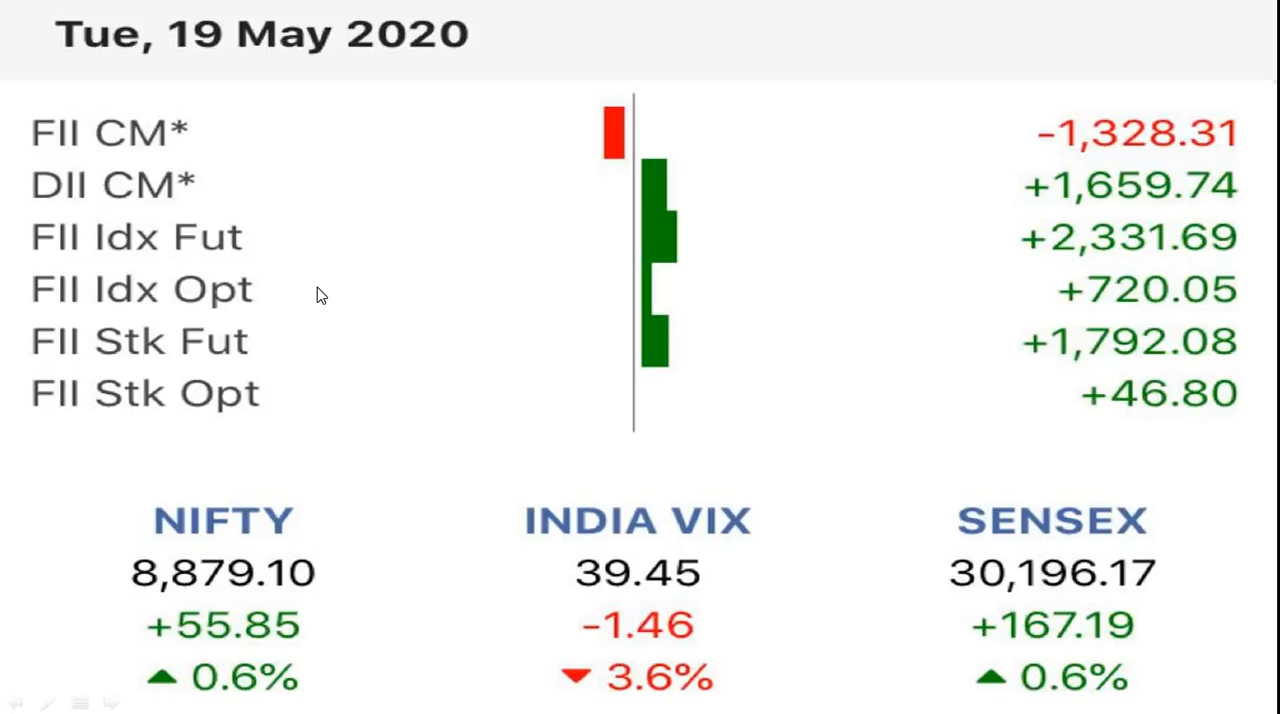 Tue, 19 May 2020
FII CM* -1,328.31
DII CM* +1,659.74
FII Idx Fut +2,331.69
FII Idx Opt +720.05
FII Stk Fut +1,792.08
FII Stk Opt +46.80
NIFTY INDIA VIX SENSEX
8,879.10 39.45 30,196.17
+55.85 -1.46 +167.19
▲ 0.6% ▼ 3.6% ▲ 0.6%